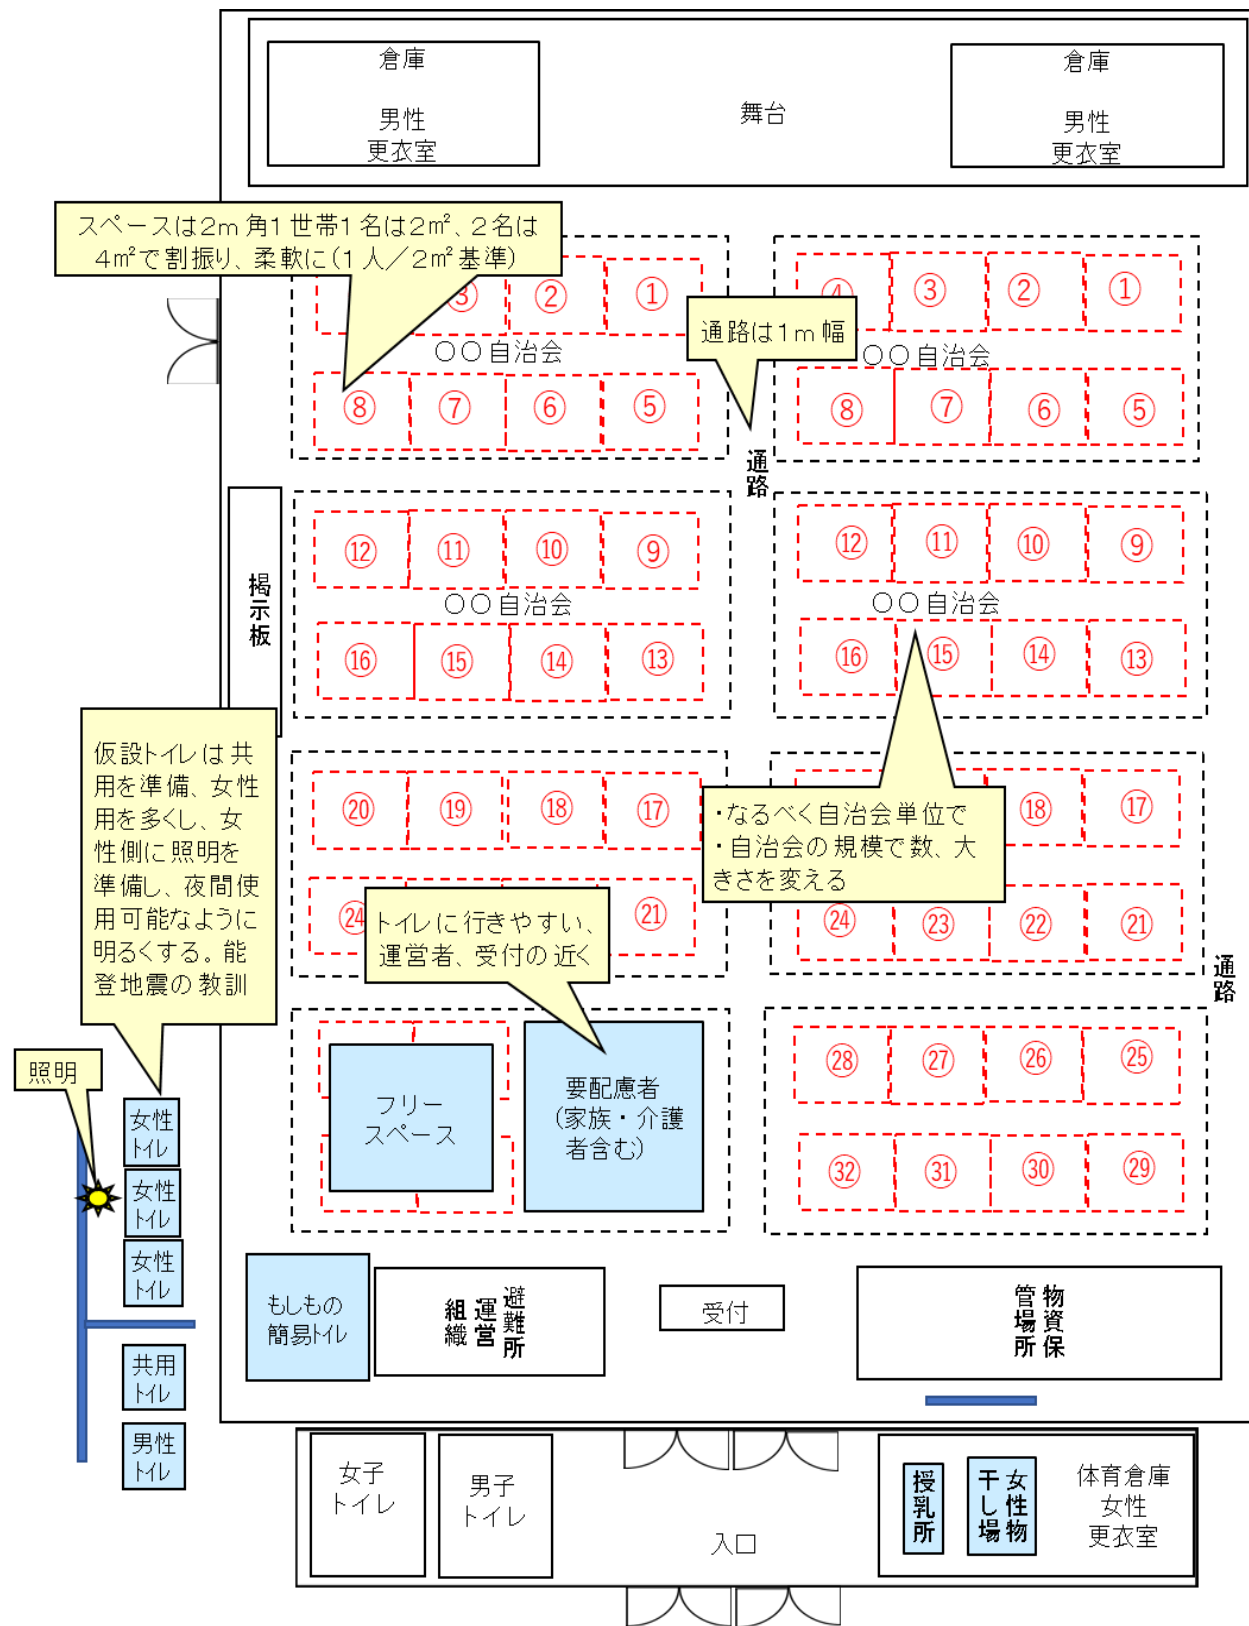 倉庫
男性
更衣室
舞台
倉庫
男性
更衣室
スペースは2m角1世帯1名は2㎡、2名は
4㎡で割振り、柔軟に(1人／2㎡基準)
③
②
①
④
③
②
①
通路は1m幅
〇〇自治会
〇〇自治会
⑧
⑦
⑥
⑤
⑧
⑦
⑥
⑤
通路
掲示板
⑫
⑪
⑩
⑨
⑫
⑪
⑩
⑨
〇〇自治会
〇〇自治会
⑯
⑮
⑭
⑬
⑯
⑮
⑭
⑬
仮設トイレは共
用を準備、女性
用を多くし、女
性側に照明を
準備し、夜間使
用可能なように
明るくする。能
登地震の教訓
⑳
⑲
⑱
⑰
⑱
⑰
・なるべく自治会単位で
・自治会の規模で数、大
きさを変える
㉔
㉑
㉔
㉓
㉒
㉑
トイレに行きやすい、
運営者、受付の近く
通路
照明
フリー
スペース
要配慮者
(家族・介護
者含む)
㉘
㉗
㉖
㉕
㉜
㉛
㉚
㉙
女性
トイレ
女性
トイレ
女性
トイレ
共用
トイレ
男性
トイレ
もしもの
簡易トイレ
避難所
運営
組織
受付
物資保
管場所
女子
トイレ
男子
トイレ
入口
授乳所
女性物
干し場
体育倉庫
女性
更衣室